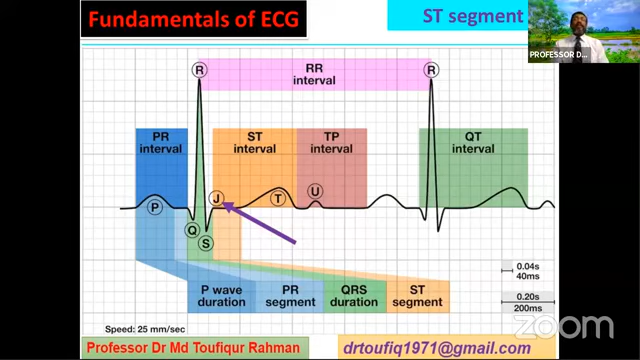 Fundamentals of ECG
ST segment
PROFESSOR D...
R
RR
interval
R
PR
interval
ST
interval
TP
interval
QT
interval
P
J
T
U
Q
S
P wave
duration
PR
segment
QRS
duration
ST
segment
0.04s
40ms
0.20s
200ms
Speed: 25 mm/sec
zoom
Professor Dr Md Toufiqur Rahman
drtoufiq1971@gmail.com